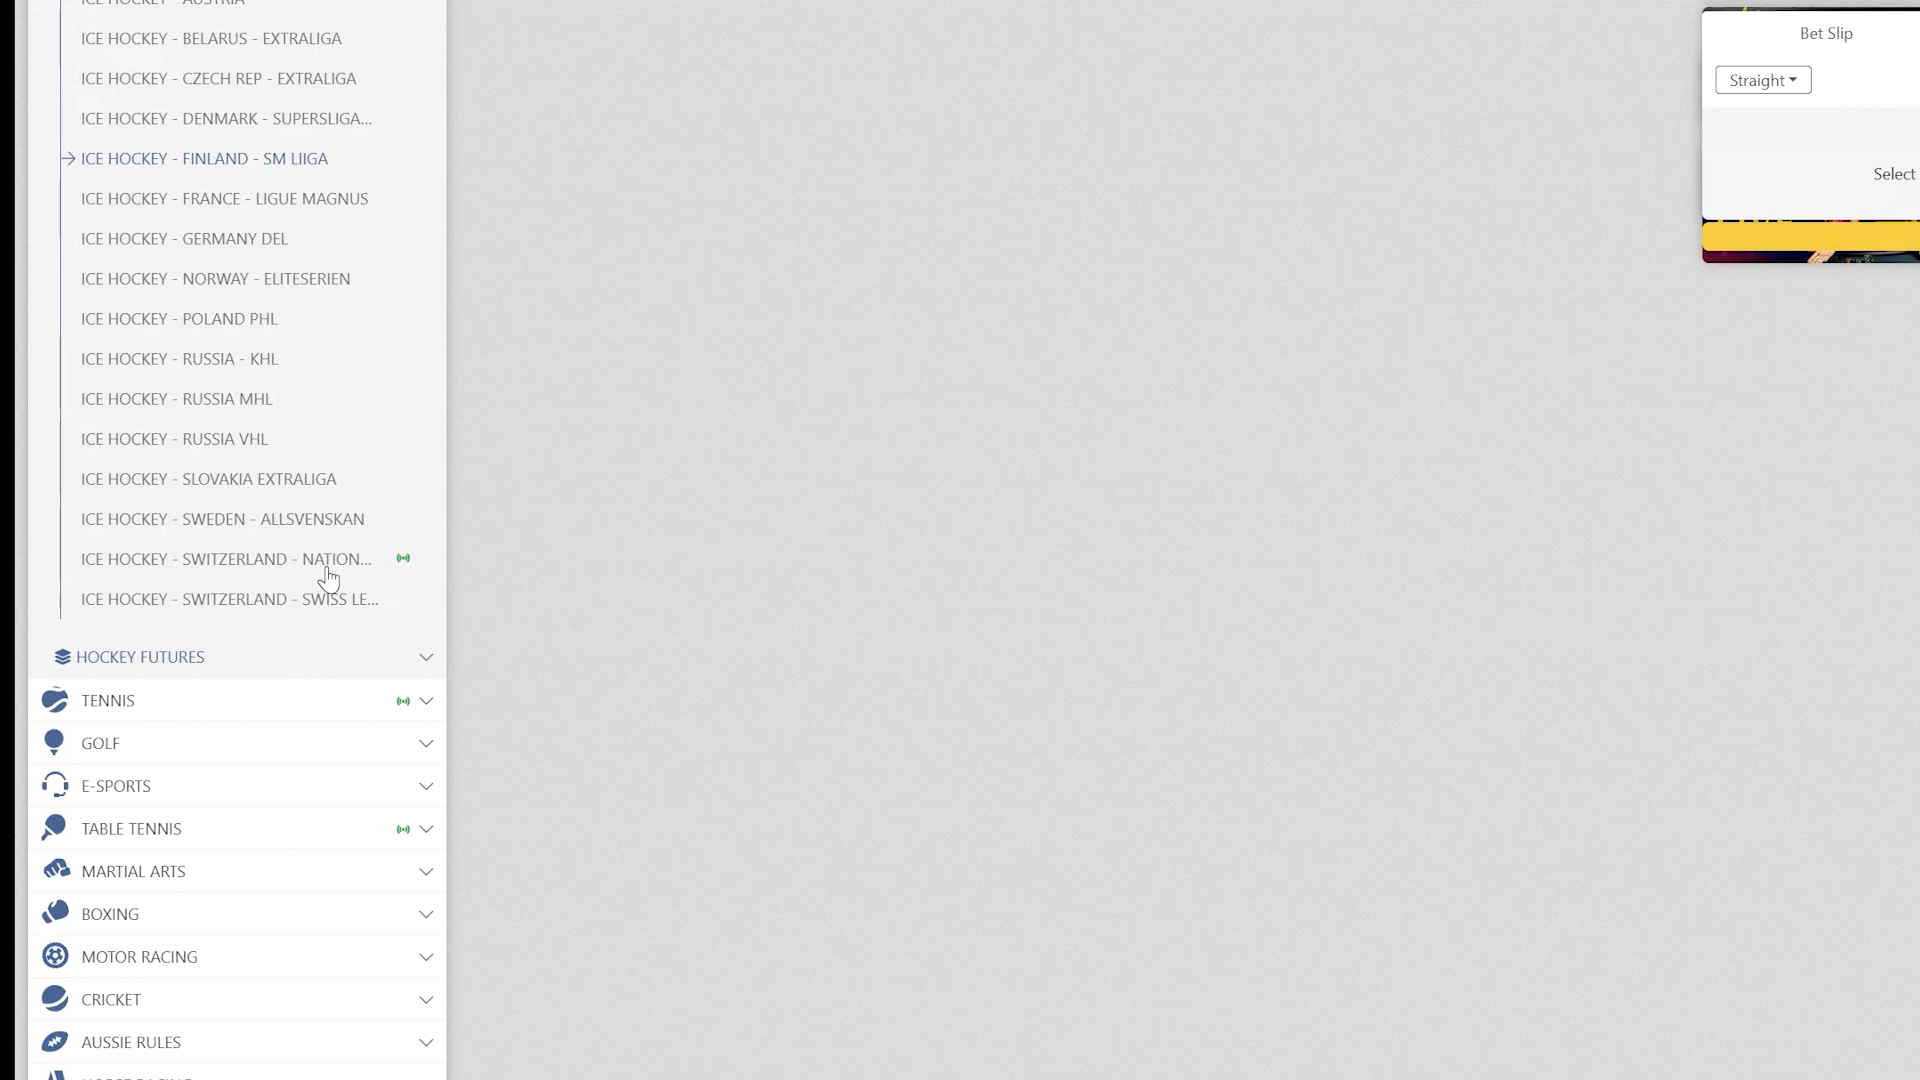 ICE HOCKEY - AUSTRIA
ICE HOCKEY - BELARUS - EXTRALIGA
ICE HOCKEY - CZECH REP - EXTRALIGA
ICE HOCKEY - DENMARK - SUPERSLIGA...
ICE HOCKEY - FINLAND - SM LIIGA
ICE HOCKEY - FRANCE - LIGUE MAGNUS
ICE HOCKEY - GERMANY DEL
ICE HOCKEY - NORWAY - ELITESERIEN
ICE HOCKEY - POLAND PHL
ICE HOCKEY - RUSSIA - KHL
ICE HOCKEY - RUSSIA MHL
ICE HOCKEY - RUSSIA VHL
ICE HOCKEY - SLOVAKIA EXTRALIGA
ICE HOCKEY - SWEDEN - ALLSVENSKAN
ICE HOCKEY - SWITZERLAND - NATION...
ICE HOCKEY - SWITZERLAND - SWISS LE...
HOCKEY FUTURES
TENNIS
GOLF
E-SPORTS
TABLE TENNIS
MARTIAL ARTS
BOXING
MOTOR RACING
CRICKET
AUSSIE RULES
Bet Slip
Straight
Select